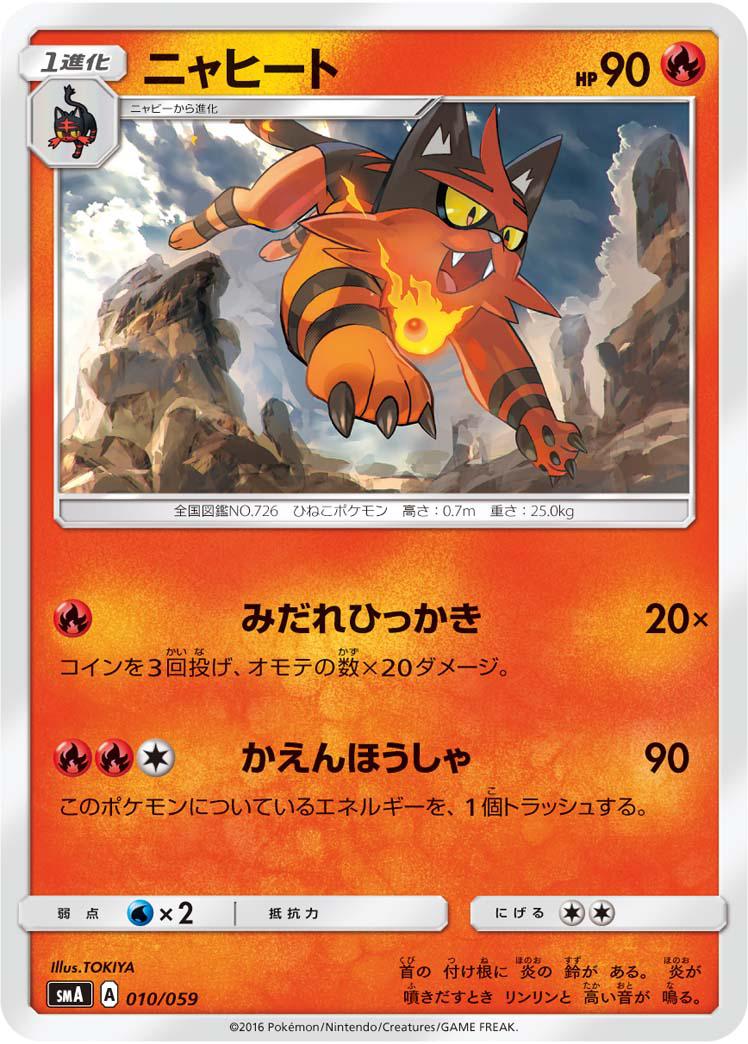 1進化
ニャヒート
HP 90
ニャビーから進化
全国図鑑NO.726 ひねこポケモン 高さ:0.7m 重さ:25.0kg
みだれひっかき 20×
コインを3回投げ、オモテの数×20ダメージ。
かえんほうしゃ 90
このポケモンについているエネルギーを、1個トラッシュする。
弱点 ×2 抵抗力 にげる
Illus.TOKIYA
首の 付け根に 炎の 鈴が ある。 炎が
噴きだすとき リンリンと 高い音が 鳴る。
SMA A 010/059
©2016 Pokémon/Nintendo/Creatures/GAME FREAK.